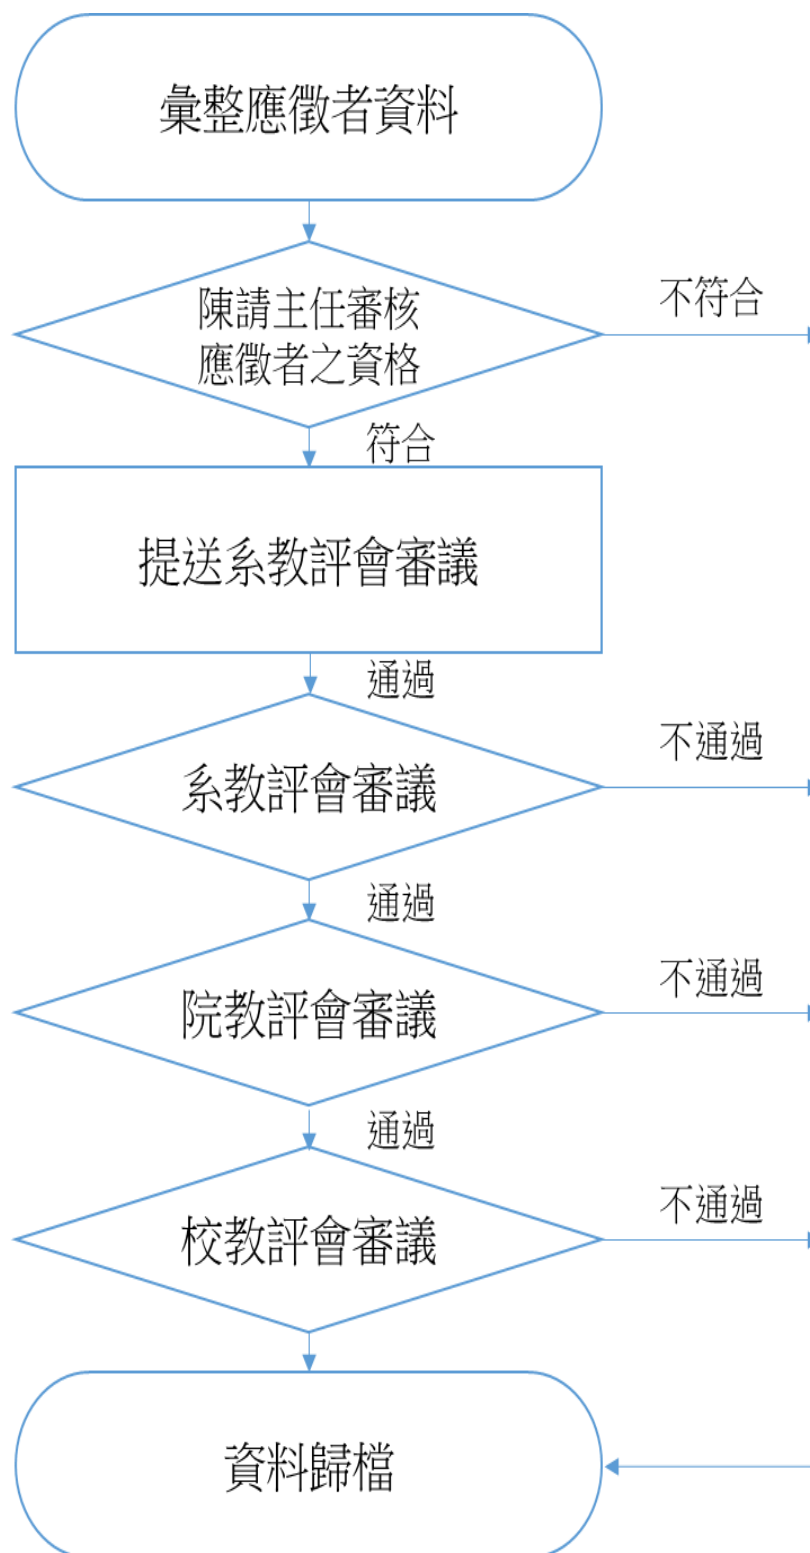 彙整應徵者資料
陳請主任審核
應徵者之資格
不符合
符合
提送系教評會審議
通過
系教評會審議
不通過
通過
院教評會審議
不通過
通過
校教評會審議
不通過
資料歸檔